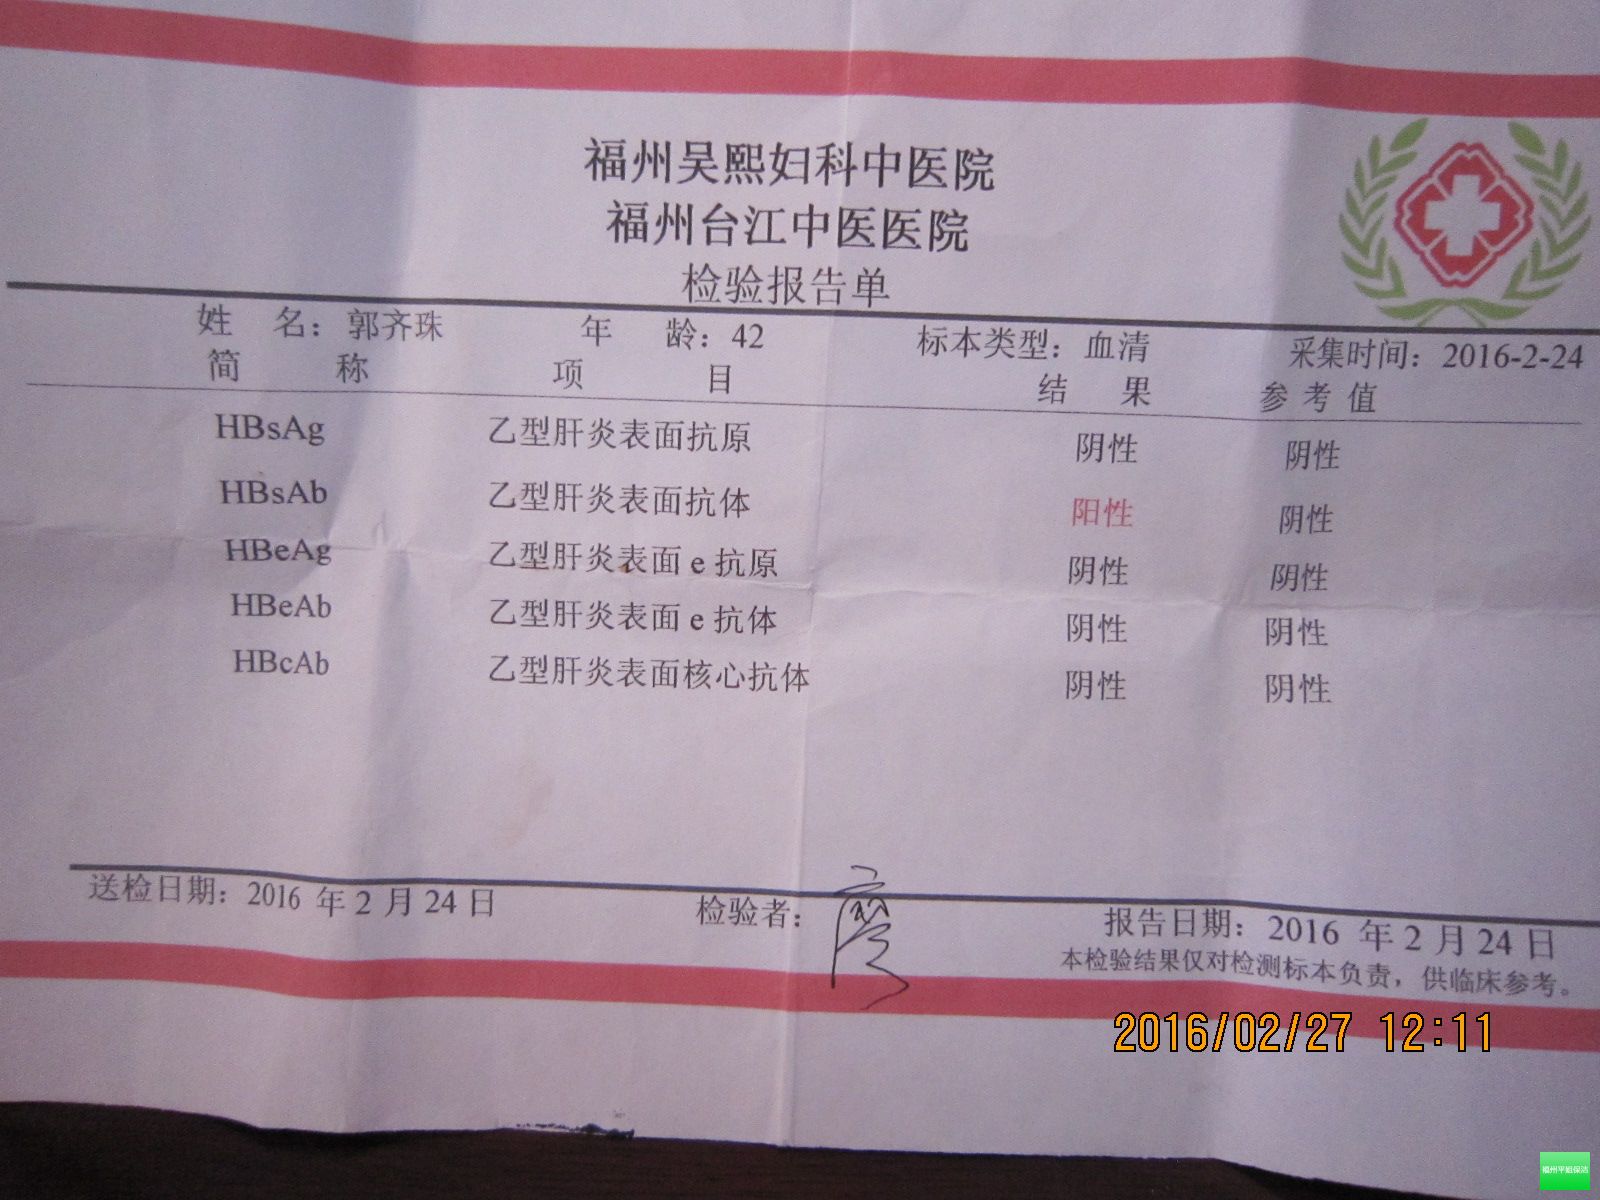 福州吴熙妇科中医院
福州台江中医医院
检验报告单
姓 名：郭齐珠 年 龄：42 标本类型：血清 采集时间：2016-2-24
简 称 项 目 结 果 参 考 值
HBsAg 乙型肝炎表面抗原 阴性 阴性
HBsAb 乙型肝炎表面抗体 阳性 阴性
HBeAg 乙型肝炎表面 e 抗原 阴性 阴性
HBeAb 乙型肝炎表面 e 抗体 阴性 阴性
HBcAb 乙型肝炎表面核心抗体 阴性 阴性
送检日期：2016 年 2 月 24 日 检验者： 报告日期：2016 年 2 月 24 日
本检验结果仅对检测标本负责，供临床参考。
2016/02/27 12:11
福州平姐保洁